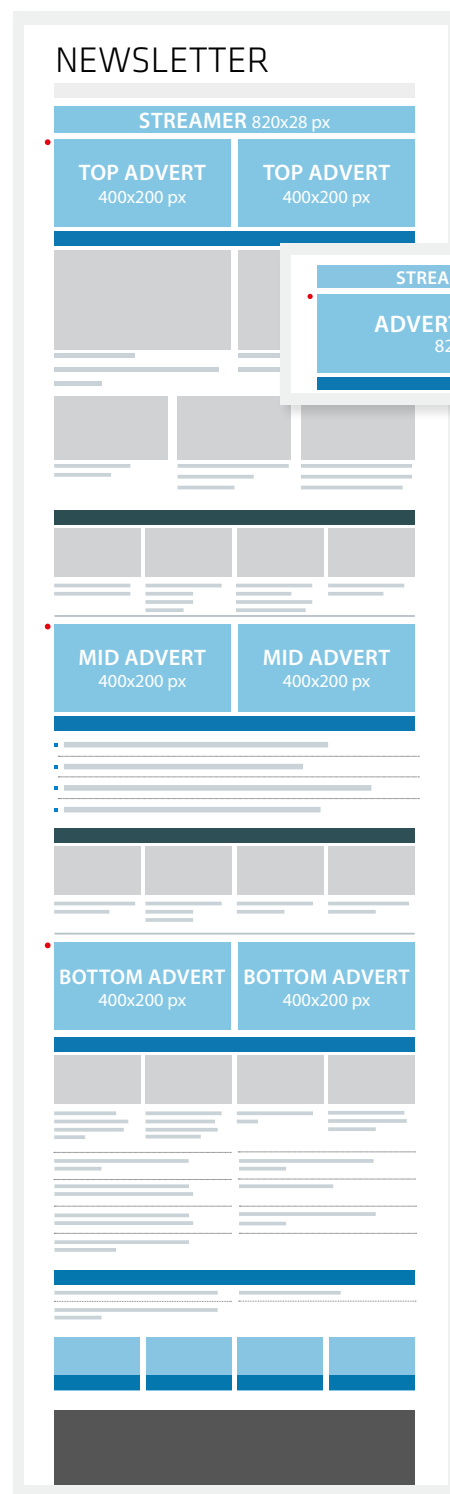 NEWSLETTER
STREAMER 820x28 px
TOP ADVERT TOP ADVERT
400x200 px 400x200 px
MID ADVERT MID ADVERT
400x200 px 400x200 px
BOTTOM ADVERT BOTTOM ADVERT
400x200 px 400x200 px